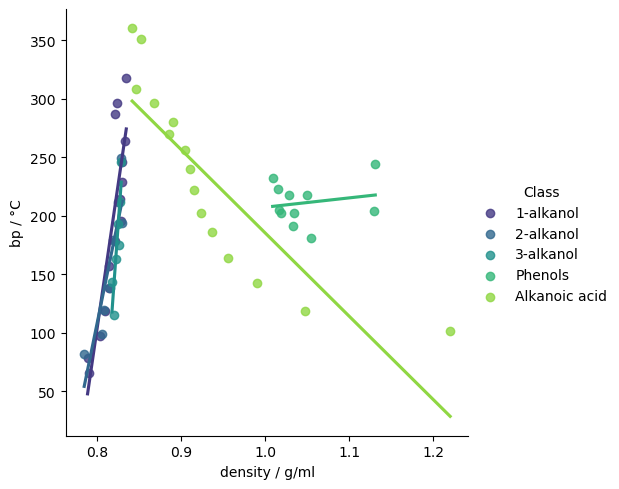 350
300
250
200
150
100
50
bp / °C
0.8
0.9
1.0
1.1
1.2
density / g/ml
Class
1-alkanol
2-alkanol
3-alkanol
Phenols
Alkanoic acid